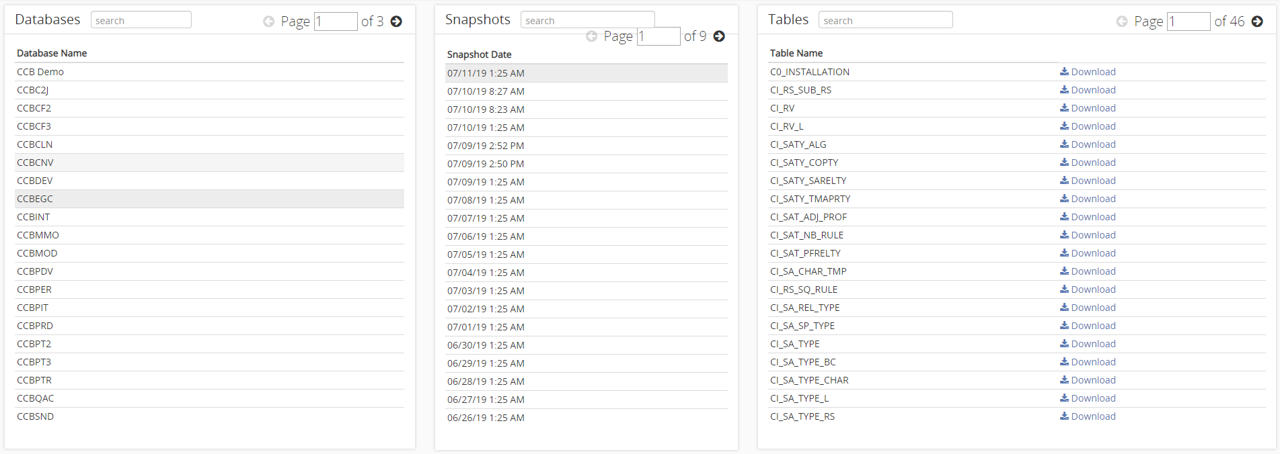 Databases search Page 1 of 3
Database Name
CCB Demo
CCBC2J
CCBCF2
CCBCF3
CCBCLN
CCBCNV
CCBDEV
CCBEGC
CCBINT
CCBMMO
CCBMOD
CCBPDV
CCBPER
CCBPIT
CCBPRD
CCBPT2
CCBPT3
CCBPTR
CCBQAC
CCBSND
Snapshots search
Page 1 of 9
Snapshot Date
07/11/19 1:25 AM
07/10/19 8:27 AM
07/10/19 8:23 AM
07/10/19 1:25 AM
07/09/19 2:52 PM
07/09/19 2:50 PM
07/09/19 1:25 AM
07/08/19 1:25 AM
07/07/19 1:25 AM
07/06/19 1:25 AM
07/05/19 1:25 AM
07/04/19 1:25 AM
07/03/19 1:25 AM
07/02/19 1:25 AM
07/01/19 1:25 AM
06/30/19 1:25 AM
06/29/19 1:25 AM
06/28/19 1:25 AM
06/27/19 1:25 AM
06/26/19 1:25 AM
Tables search Page 1 of 46
Table Name
C0_INSTALLATION Download
CI_RS_SUB_RS Download
CI_RV Download
CI_RV_L Download
CI_SATY_ALG Download
CI_SATY_COPTY Download
CI_SATY_SARELTY Download
CI_SATY_TMAPRTY Download
CI_SAT_ADJ_PROF Download
CI_SAT_NB_RULE Download
CI_SAT_PFRELTY Download
CI_SA_CHAR_TMP Download
CI_RS_SQ_RULE Download
CI_SA_REL_TYPE Download
CI_SA_SP_TYPE Download
CI_SA_TYPE Download
CI_SA_TYPE_BC Download
CI_SA_TYPE_CHAR Download
CI_SA_TYPE_L Download
CI_SA_TYPE_RS Download